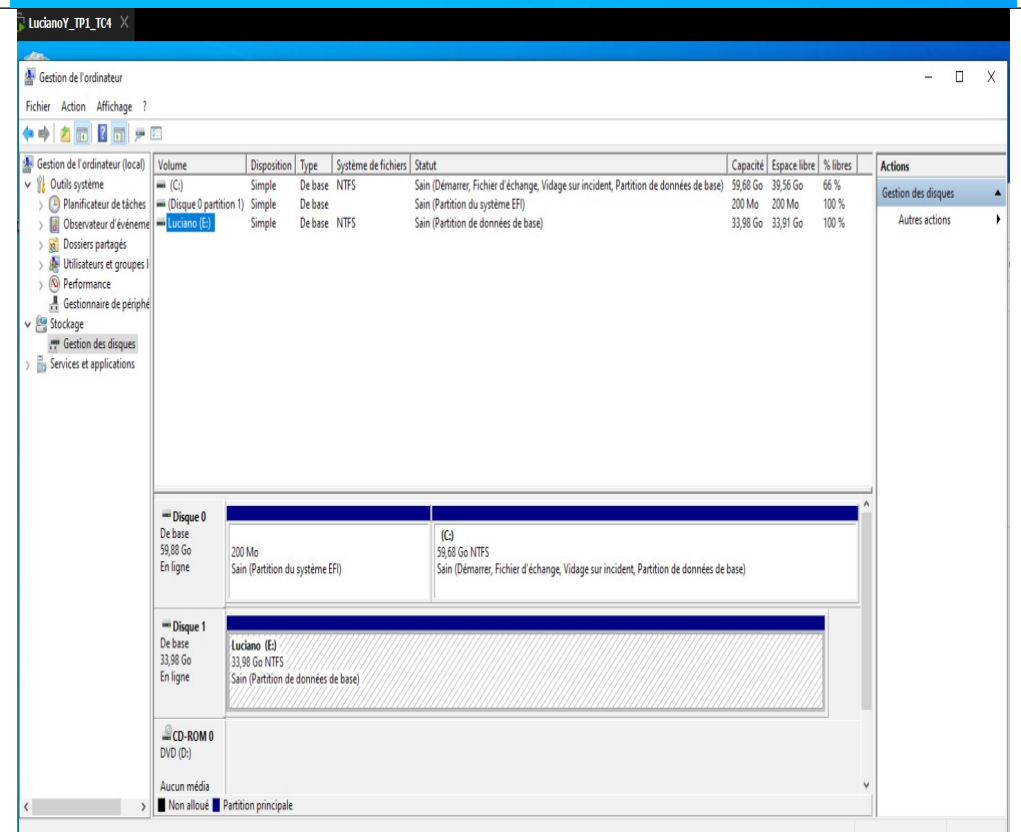 LucianoY_TP1_TC4 X
Gestion de l'ordinateur
Fichier Action Affichage ?
Gestion de l'ordinateur (local)
Outils système
Planificateur de tâches
Observateur d'événeme
Dossiers partagés
Utilisateurs et groupes l
Performance
Gestionnaire de périphé
Stockage
Gestion des disques
Services et applications
Volume Disposition Type Système de fichiers Statut Capacité Espace libre % libres
(C:) Simple De base NTFS Sain (Démarrer, Fichier d'échange, Vidage sur incident, Partition de données de base) 59,68 Go 39,56 Go 66 %
(Disque 0 partition 1) Simple De base Sain (Partition du système EFI) 200 Mo 200 Mo 100 %
Luciano (E:) Simple De base NTFS Sain (Partition de données de base) 33,98 Go 33,91 Go 100 %
Disque 0
De base
59,88 Go
En ligne
200 Mo
Sain (Partition du système EFI)
(C:)
59,68 Go NTFS
Sain (Démarrer, Fichier d'échange, Vidage sur incident, Partition de données de base)
Disque 1
De base
33,98 Go
En ligne
Luciano (E:)
33,98 Go NTFS
Sain (Partition de données de base)
CD-ROM 0
DVD (D:)
Aucun média
Non alloué Partition principale
Actions
Gestion des disques
Autres actions